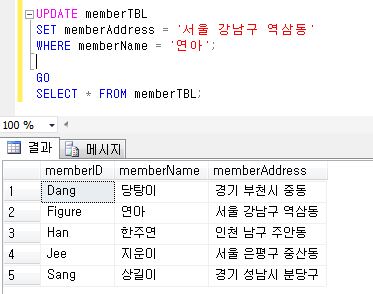 UPDATE memberTBL
SET memberAddress = '서울 강남구 역삼동'
WHERE memberName = '연아';
GO
SELECT * FROM memberTBL;
100 %
결과 메시지
memberID memberName memberAddress
1 Dang 당탕이 경기 부천시 중동
2 Figure 연아 서울 강남구 역삼동
3 Han 한주연 인천 남구 주안동
4 Jee 지운이 서울 은평구 증산동
5 Sang 상길이 경기 성남시 분당구